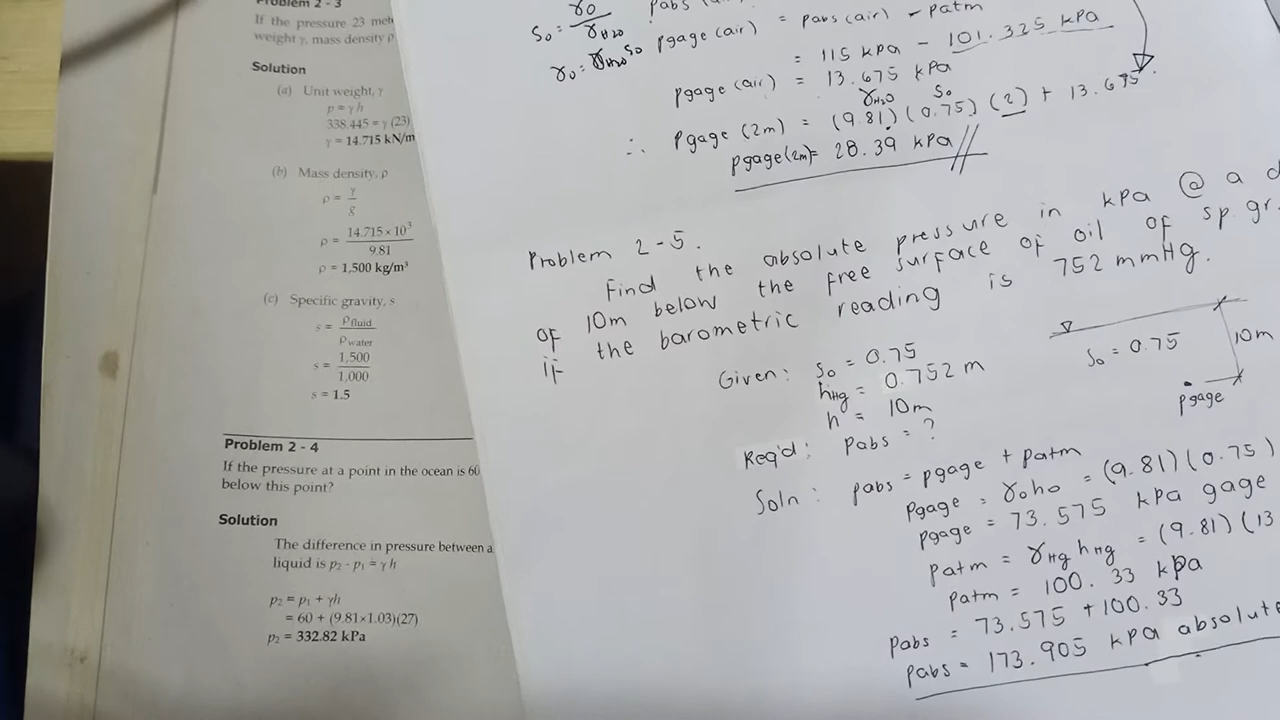 Problem 2 - 3
If the pressure 23 met
weight γ, mass density ρ
Solution
(a) Unit weight, γ
p = γ h
338.445 = γ (23)
γ = 14.715 kN/m
(b) Mass density, ρ
ρ = γ / g
ρ = 14.715 × 10³ / 9.81
ρ = 1,500 kg/m³
(c) Specific gravity, s
s = ρfluid / ρwater
s = 1,500 / 1,000
s = 1.5
Problem 2 - 4
If the pressure at a point in the ocean is 60
below this point?
Solution
The difference in pressure between a
liquid is p₂ - p₁ = γ h
p₂ = p₁ + γh
= 60 + (9.81×1.03)(27)
p₂ = 332.82 kPa
So = γo / γH2O
γo = γH2O So
pgage (air) = pabs (air) - patm
= 115 kPa - 101.325 kPa
pgage (air) = 13.675 kPa
γH2O So
∴ pgage (2m) = (9.81) (0.75) (2) + 13.675
pgage (2m) = 28.39 kPa //
Problem 2 - 5.
Find the absolute pressure in kPa @ a d
of 10m below the free surface of oil of sp. gr.
if the barometric reading is 752 mmHg.
Given: So = 0.75
hHg = 0.752 m
h = 10m
So = 0.75
10m
pgage
Req'd: Pabs = ?
Soln: pabs = pgage + patm
Pgage = γoho = (9.81)(0.75)
Pgage = 73.575 kPa gage
patm = γHg hHg = (9.81)(13
Patm = 100.33 kPa
Pabs = 73.575 + 100.33
Pabs = 173.905 kPa absolute